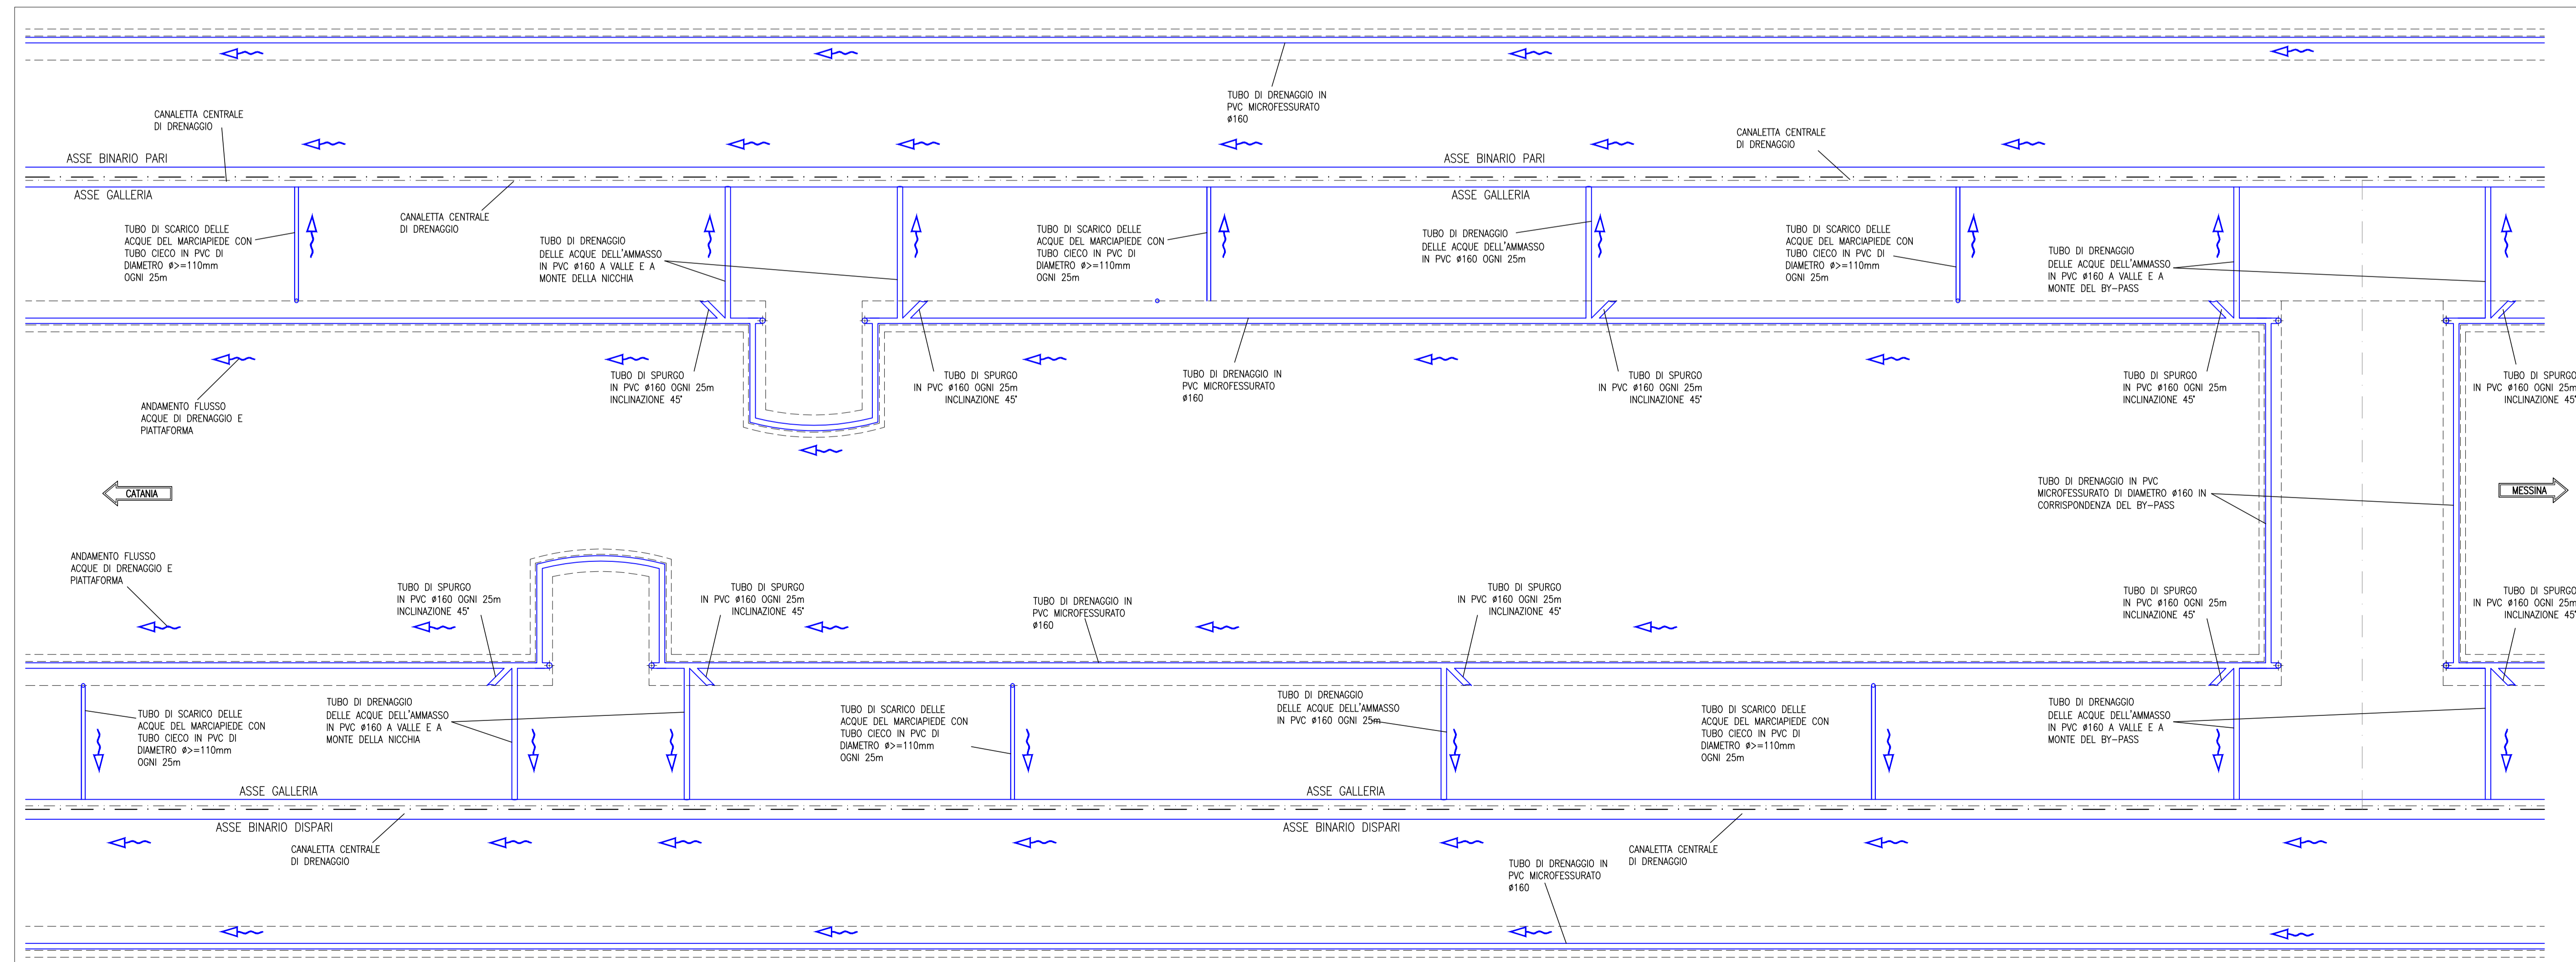 TUBO DI DRENAGGIO IN
PVC MICROFESSURATO
ø160
CANALETTA CENTRALE
DI DRENAGGIO
CANALETTA CENTRALE
DI DRENAGGIO
ASSE BINARIO PARI
ASSE BINARIO PARI
ASSE GALLERIA
ASSE GALLERIA
CANALETTA CENTRALE
DI DRENAGGIO
TUBO DI SCARICO DELLE
ACQUE DEL MARCIAPIEDE CON
TUBO CIECO IN PVC DI
DIAMETRO ø>=110mm
OGNI 25m
TUBO DI DRENAGGIO
DELLE ACQUE DELL'AMMASSO
IN PVC ø160 A VALLE E A
MONTE DELLA NICCHIA
TUBO DI SCARICO DELLE
ACQUE DEL MARCIAPIEDE CON
TUBO CIECO IN PVC DI
DIAMETRO ø>=110mm
OGNI 25m
TUBO DI DRENAGGIO
DELLE ACQUE DELL'AMMASSO
IN PVC ø160 OGNI 25m
TUBO DI SCARICO DELLE
ACQUE DEL MARCIAPIEDE CON
TUBO CIECO IN PVC DI
DIAMETRO ø>=110mm
OGNI 25m
TUBO DI DRENAGGIO
DELLE ACQUE DELL'AMMASSO
IN PVC ø160 A VALLE E A
MONTE DEL BY-PASS
ANDAMENTO FLUSSO
ACQUE DI DRENAGGIO E
PIATTAFORMA
TUBO DI SPURGO
IN PVC ø160 OGNI 25m
INCLINAZIONE 45°
TUBO DI SPURGO
IN PVC ø160 OGNI 25m
INCLINAZIONE 45°
TUBO DI DRENAGGIO IN
PVC MICROFESSURATO
ø160
TUBO DI SPURGO
IN PVC ø160 OGNI 25m
INCLINAZIONE 45°
TUBO DI SPURGO
IN PVC ø160 OGNI 25m
INCLINAZIONE 45°
TUBO DI SPURGO
IN PVC ø160 OGNI 25m
INCLINAZIONE 45°
CATANIA
TUBO DI DRENAGGIO IN PVC
MICROFESSURATO DI DIAMETRO ø160 IN
CORRISPONDENZA DEL BY-PASS
MESSINA
ANDAMENTO FLUSSO
ACQUE DI DRENAGGIO E
PIATTAFORMA
TUBO DI SPURGO
IN PVC ø160 OGNI 25m
INCLINAZIONE 45°
TUBO DI SPURGO
IN PVC ø160 OGNI 25m
INCLINAZIONE 45°
TUBO DI DRENAGGIO IN
PVC MICROFESSURATO
ø160
TUBO DI SPURGO
IN PVC ø160 OGNI 25m
INCLINAZIONE 45°
TUBO DI SPURGO
IN PVC ø160 OGNI 25m
INCLINAZIONE 45°
TUBO DI SPURGO
IN PVC ø160 OGNI 25m
INCLINAZIONE 45°
TUBO DI SCARICO DELLE
ACQUE DEL MARCIAPIEDE CON
TUBO CIECO IN PVC DI
DIAMETRO ø>=110mm
OGNI 25m
TUBO DI DRENAGGIO
DELLE ACQUE DELL'AMMASSO
IN PVC ø160 A VALLE E A
MONTE DELLA NICCHIA
TUBO DI SCARICO DELLE
ACQUE DEL MARCIAPIEDE CON
TUBO CIECO IN PVC DI
DIAMETRO ø>=110mm
OGNI 25m
TUBO DI DRENAGGIO
DELLE ACQUE DELL'AMMASSO
IN PVC ø160 OGNI 25m
TUBO DI SCARICO DELLE
ACQUE DEL MARCIAPIEDE CON
TUBO CIECO IN PVC DI
DIAMETRO ø>=110mm
OGNI 25m
TUBO DI DRENAGGIO
DELLE ACQUE DELL'AMMASSO
IN PVC ø160 A VALLE E A
MONTE DEL BY-PASS
ASSE GALLERIA
ASSE GALLERIA
ASSE BINARIO DISPARI
ASSE BINARIO DISPARI
CANALETTA CENTRALE
DI DRENAGGIO
CANALETTA CENTRALE
DI DRENAGGIO
TUBO DI DRENAGGIO IN
PVC MICROFESSURATO
ø160